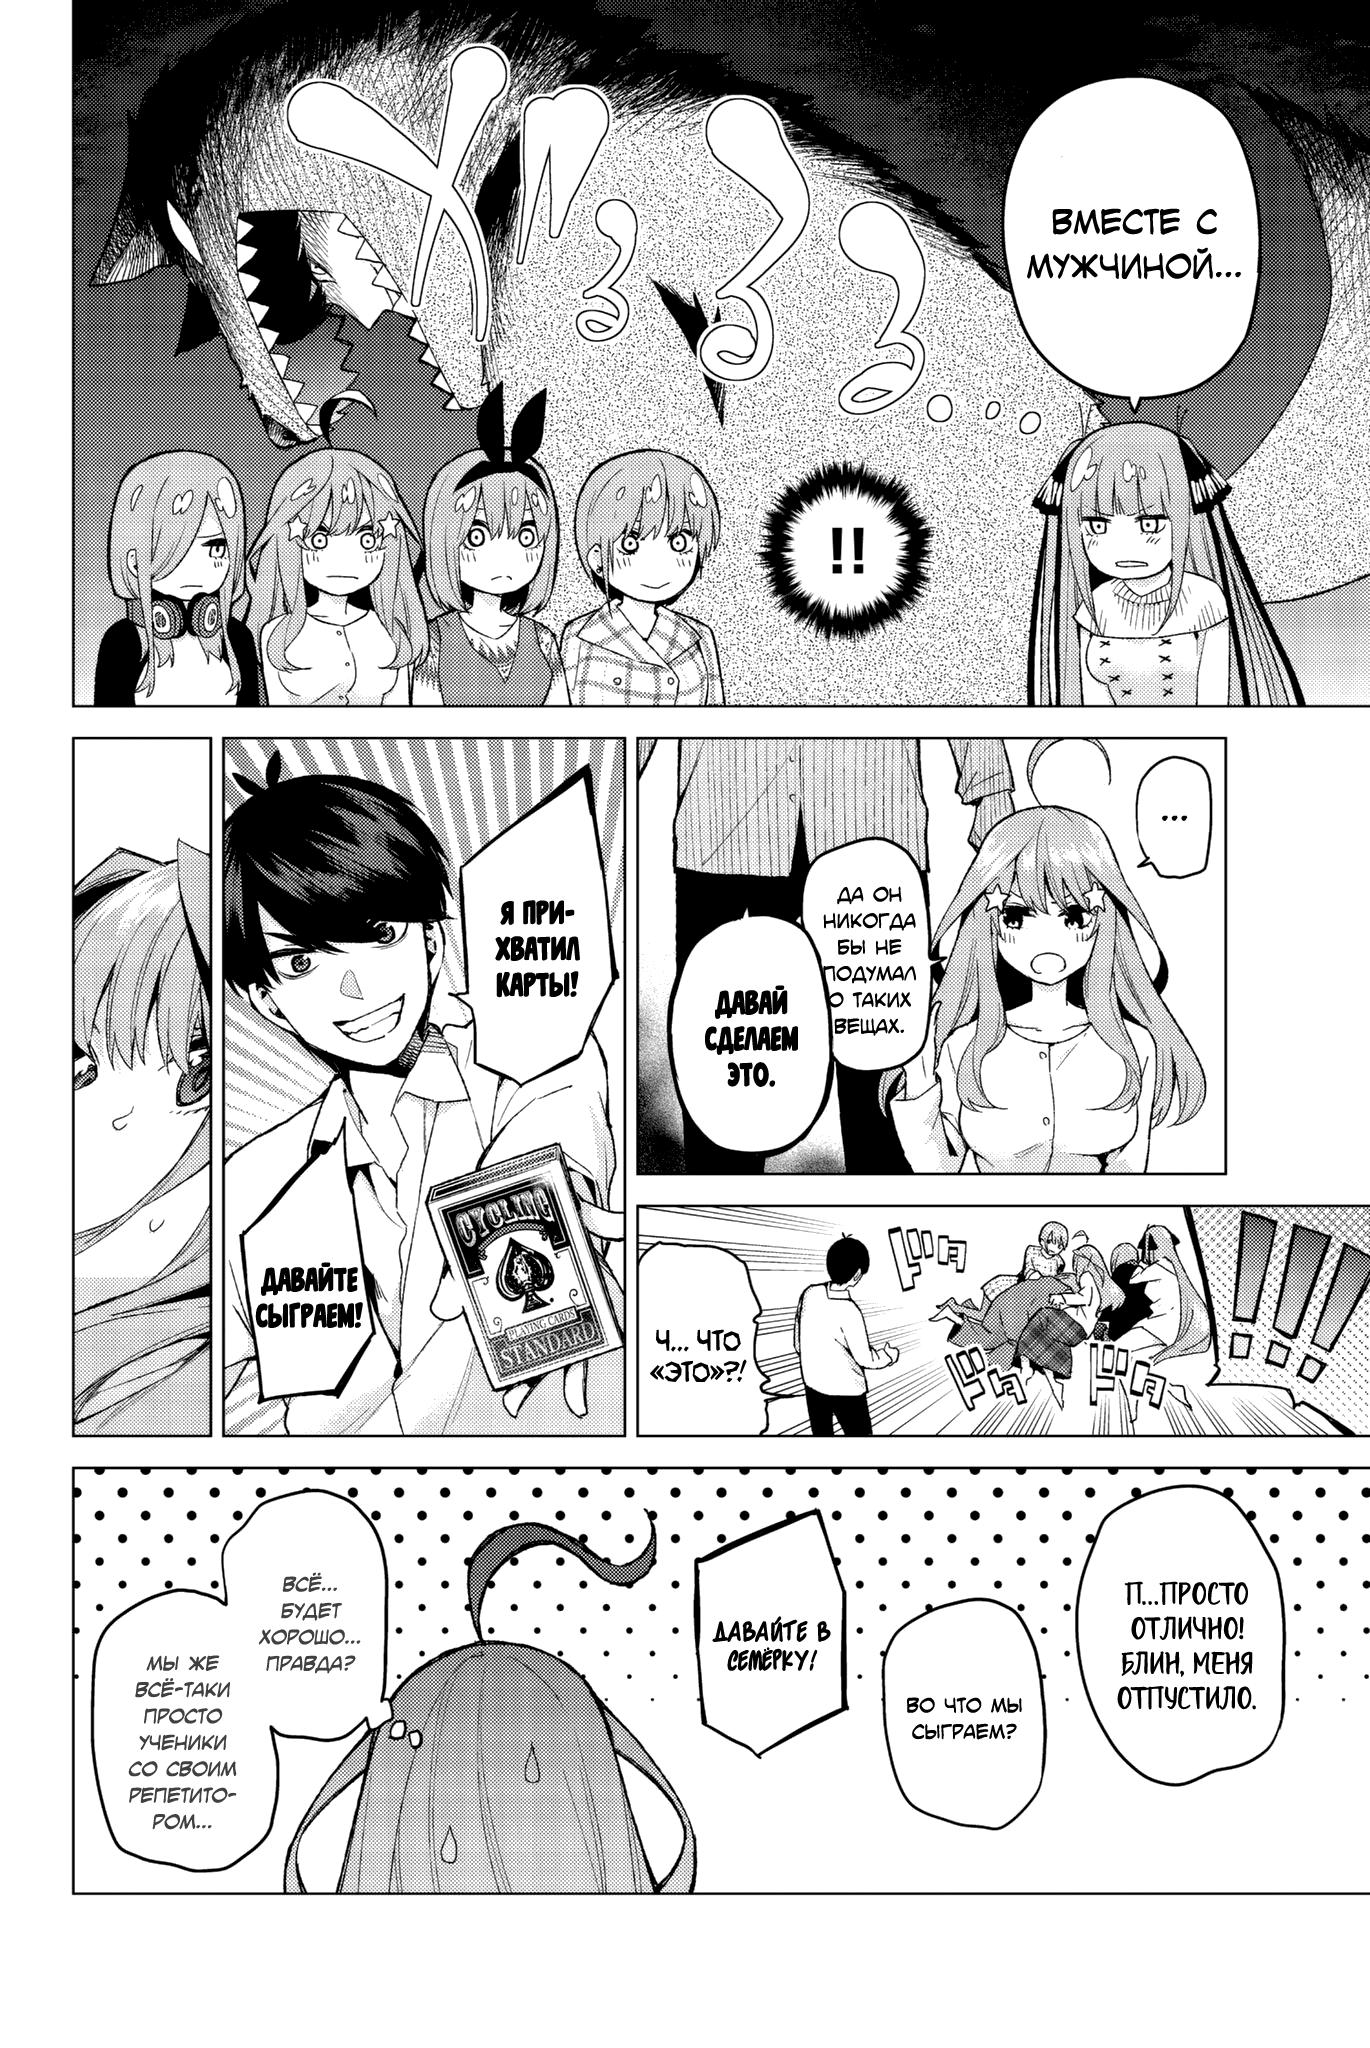 ВМЕСТЕ С
МУЖЧИНОЙ...
!!
...
ДА ОН
НИКОГДА
БЫ НЕ
ПОДУМАЛ
О ТАКИХ
ВЕЩАХ.
ДАВАЙ
СДЕЛАЕМ
ЭТО.
!!!
Ч... ЧТО
«ЭТО»?!
Я ПРИ-
ХВАТИЛ
КАРТЫ!
ДАВАЙТЕ
СЫГРАЕМ!
CYCLING
PLAYING CARDS
STANDARD
П...ПРОСТО
ОТЛИЧНО!
БЛИН, МЕНЯ
ОТПУСТИЛО.
ВО ЧТО МЫ
СЫГРАЕМ?
ДАВАЙТЕ В
СЕМЁРКУ!
ВСЁ...
БУДЕТ
ХОРОШО...
ПРАВДА?
МЫ ЖЕ
ВСЁ-ТАКИ
ПРОСТО
УЧЕНИКИ
СО СВОИМ
РЕПЕТИТО-
РОМ...